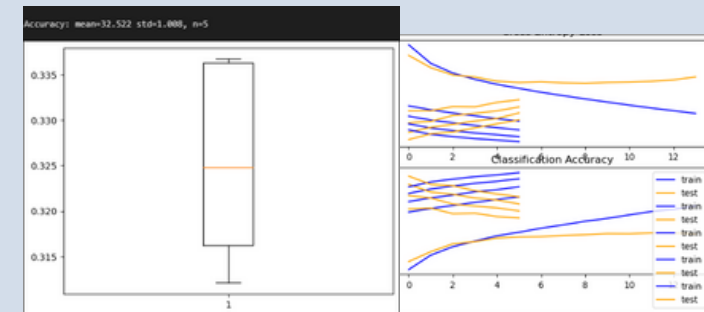 Accuracy: mean=32.522 std=1.008, n=5
0.335
0.330
0.325
0.320
0.315
1
Cross Entropy Loss
0 2 4 6 8 10 12
Classification Accuracy
train
test
train
test
train
test
train
test
train
test
0 2 4 6 8 10